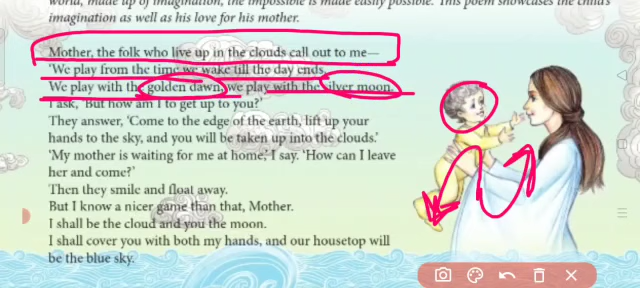 world, made up of imagination, the impossible is made easily possible. This poem showcases the child's
imagination as well as his love for his mother.
Mother, the folk who live up in the clouds call out to me—
'We play from the time we wake till the day ends.
We play with the golden dawn, we play with the silver moon.'
I ask, 'But how am I to get up to you?'
They answer, 'Come to the edge of the earth, lift up your
hands to the sky, and you will be taken up into the clouds.'
'My mother is waiting for me at home,' I say. 'How can I leave
her and come?'
Then they smile and float away.
But I know a nicer game than that, Mother.
I shall be the cloud and you the moon.
I shall cover you with both my hands, and our housetop will
be the blue sky.